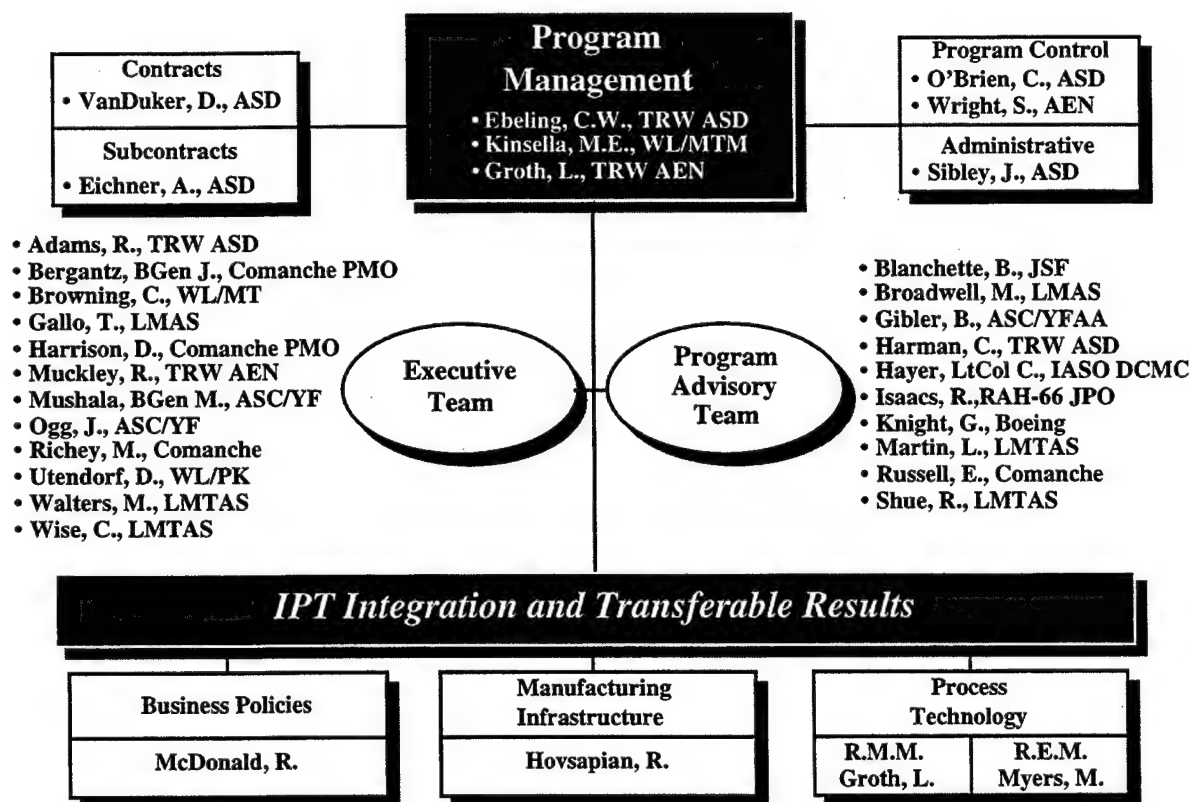 Program
Management
• Ebeling, C.W., TRW ASD
• Kinsella, M.E., WL/MTM
• Groth, L., TRW AEN
Contracts
• VanDuker, D., ASD
Subcontracts
• Eichner, A., ASD
Program Control
• O'Brien, C., ASD
• Wright, S., AEN
Administrative
• Sibley, J., ASD
• Adams, R., TRW ASD
• Bergantz, BGen J., Comanche PMO
• Browning, C., WL/MT
• Gallo, T., LMAS
• Harrison, D., Comanche PMO
• Muckley, R., TRW AEN
• Mushala, BGen M., ASC/YF
• Ogg, J., ASC/YF
• Richey, M., Comanche
• Utendorf, D., WL/PK
• Walters, M., LMTAS
• Wise, C., LMTAS
Executive
Team
Program
Advisory
Team
• Blanchette, B., JSF
• Broadwell, M., LMAS
• Gibler, B., ASC/YFAA
• Harman, C., TRW ASD
• Hayer, LtCol C., IASO DCMC
• Isaacs, R.,RAH-66 JPO
• Knight, G., Boeing
• Martin, L., LMTAS
• Russell, E., Comanche
• Shue, R., LMTAS
IPT Integration and Transferable Results
Business Policies
McDonald, R.
Manufacturing
Infrastructure
Hovsapian, R.
Process
Technology
R.M.M.
Groth, L.
R.E.M.
Myers, M.